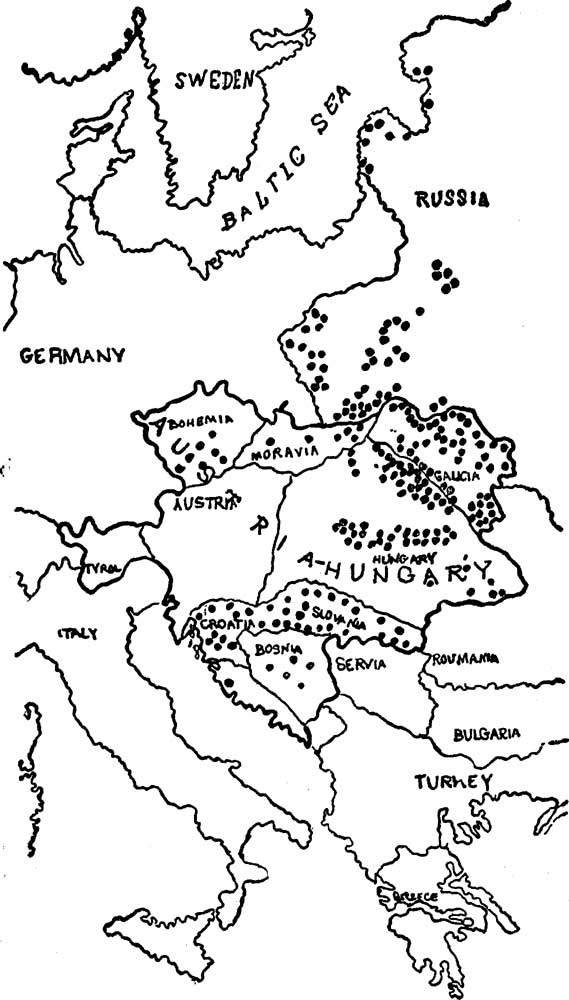 SWEDEN
BALTIC SEA
RUSSIA
GERMANY
BOHEMIA
MORAVIA
GALICIA
AUSTRIA
A-HUNGARY
HUNGARY
TYROL
ITALY
CROATIA
SLOVANIA
BOSNIA
SERVIA
ROUMANIA
BULGARIA
TURKEY
GREECE